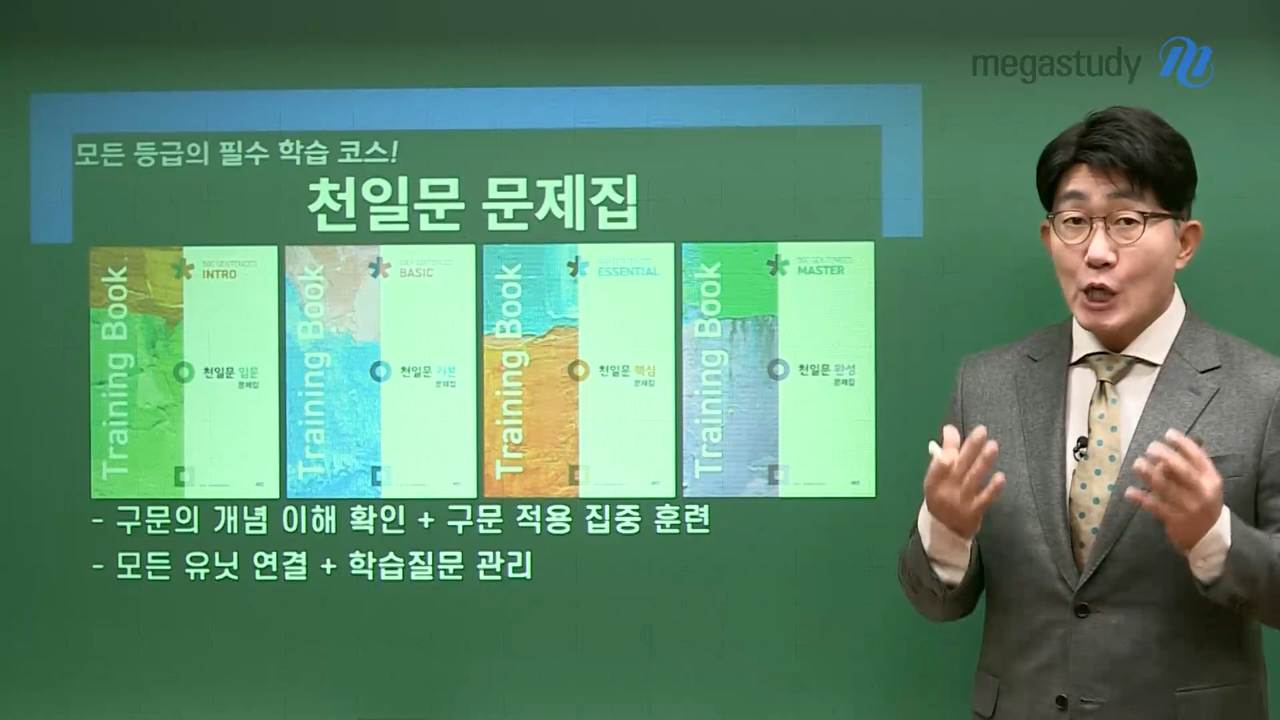 megastudy
모든 등급의 필수 학습 코스!
천일문 문제집
Training Book
INTRO
천일문 입문
문제집
Training Book
BASIC
천일문 기본
문제집
Training Book
ESSENTIAL
천일문 핵심
문제집
Training Book
MASTER
천일문 완성
문제집
- 구문의 개념 이해 확인 + 구문 적용 집중 훈련
- 모든 유닛 연결 + 학습질문 관리